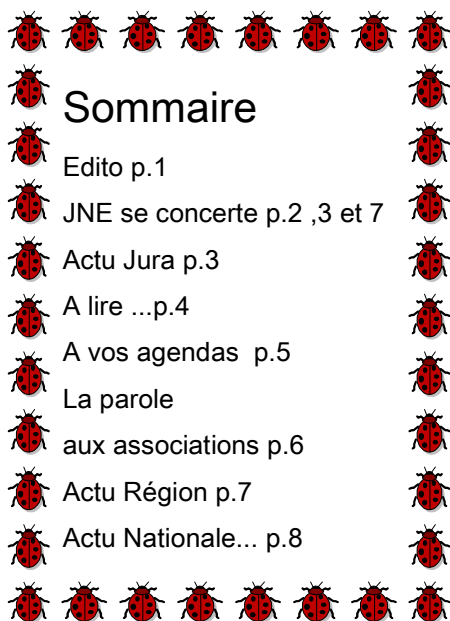 Sommaire
Edito p.1
JNE se concerte p.2 ,3 et 7
Actu Jura p.3
A lire ...p.4
A vos agendas  p.5
La parole
aux associations p.6
Actu Région p.7
Actu Nationale... p.8